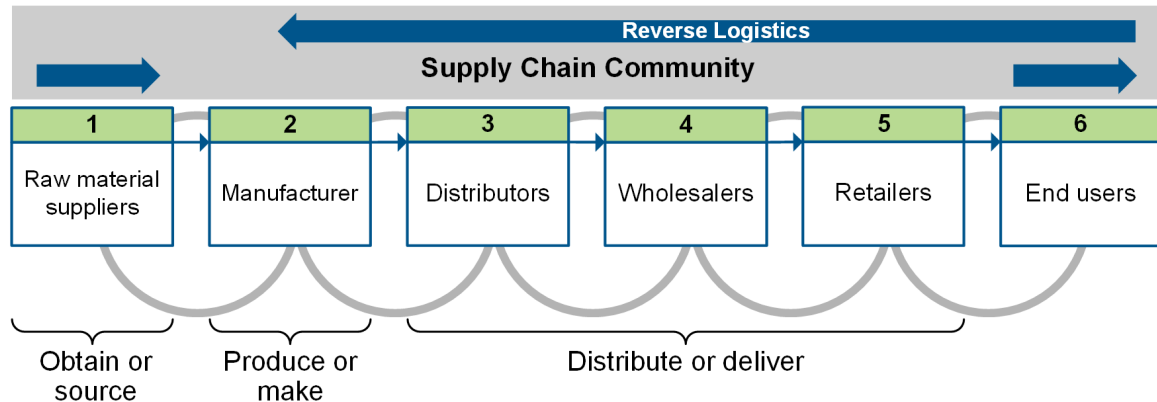 Reverse Logistics
Supply Chain Community
1
2
3
4
5
6
Raw material
suppliers
Manufacturer
Distributors
Wholesalers
Retailers
End users
Obtain or
source
Produce or
make
Distribute or deliver